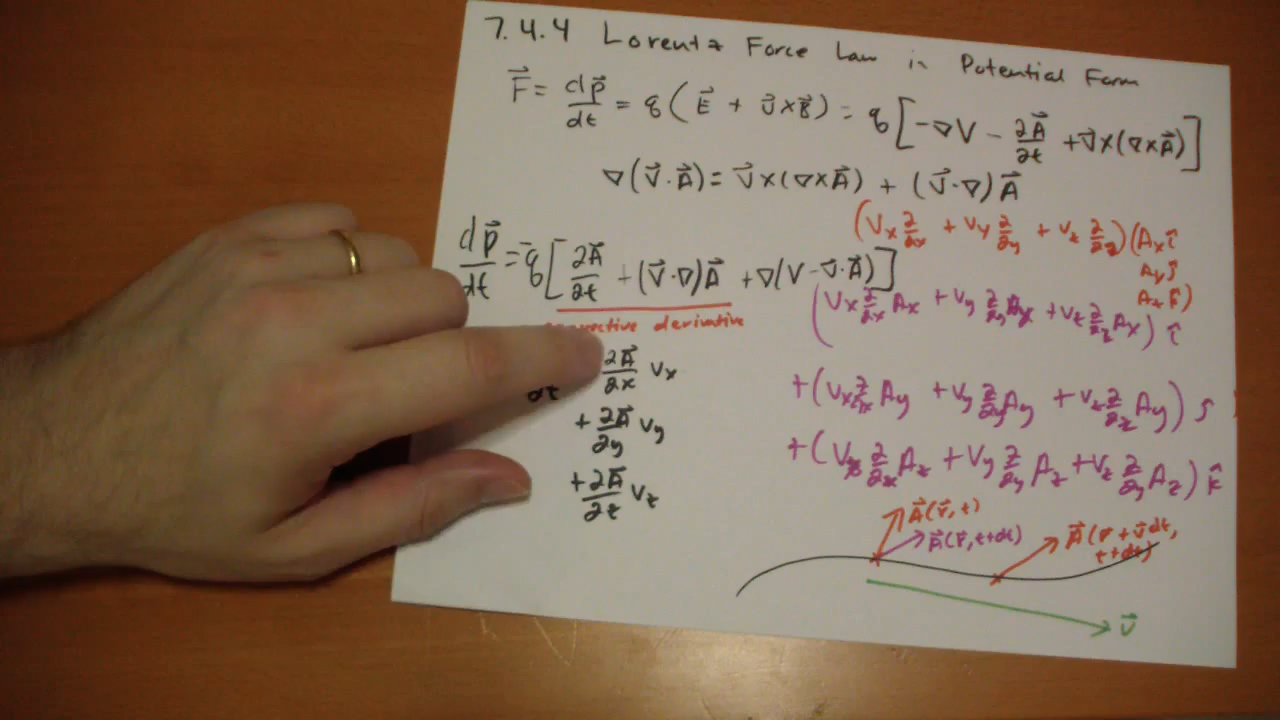 7.4.4 Lorentz Force Law in Potential Form
F⃗ = dp⃗/dt = q(E⃗ + v⃗×B⃗) = q[-∇V - ∂A⃗/∂t + v⃗×(∇×A⃗)]
∇(v⃗·A⃗) = v⃗×(∇×A⃗) + (v⃗·∇)A⃗
dp⃗/dt = -q[∂A⃗/∂t + (v⃗·∇)A⃗ + ∇(V - v⃗·A⃗)]
derivative
∂t ∂A⃗/∂x vx
+ ∂A⃗/∂y vy
+ ∂A⃗/∂z vz
(Vx ∂/∂x + Vy ∂/∂y + Vz ∂/∂z)(Ax î
Ay ĵ
Az k̂)
(Vx ∂/∂x Ax + Vy ∂/∂y Ax + Vz ∂/∂z Ax) î
+(Vx ∂/∂x Ay + Vy ∂/∂y Ay + Vz ∂/∂z Ay) ĵ
+(Vx ∂/∂x Az + Vy ∂/∂y Az + Vz ∂/∂y Az) k̂
A⃗(r⃗, t)
A⃗(r⃗, t+dt)
A⃗(r⃗ + v⃗dt,
t+dt)
v⃗